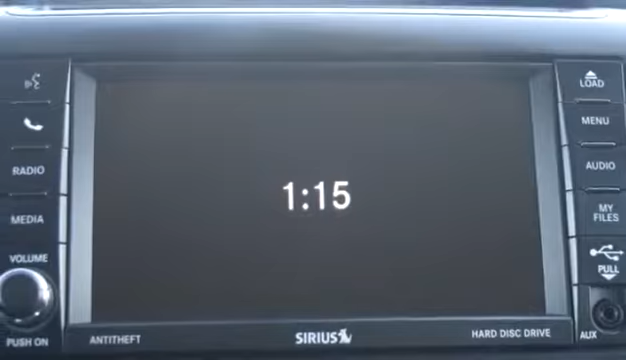 LOAD
MENU
RADIO
AUDIO
1:15
MEDIA
MY
FILES
VOLUME
PULL
PUSH ON
ANTITHEFT
SIRIUS
HARD DISC DRIVE
AUX